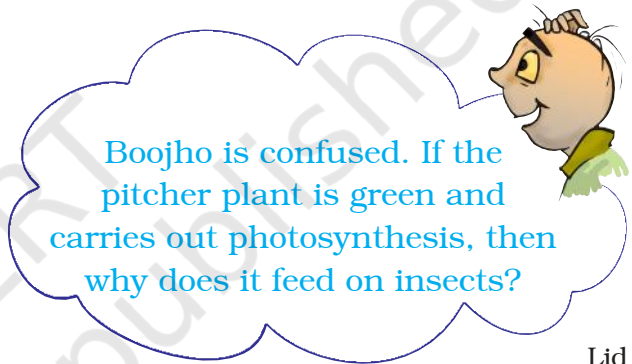 Boojho is confused. If the
pitcher plant is green and
carries out photosynthesis, then
why does it feed on insects?
Lid